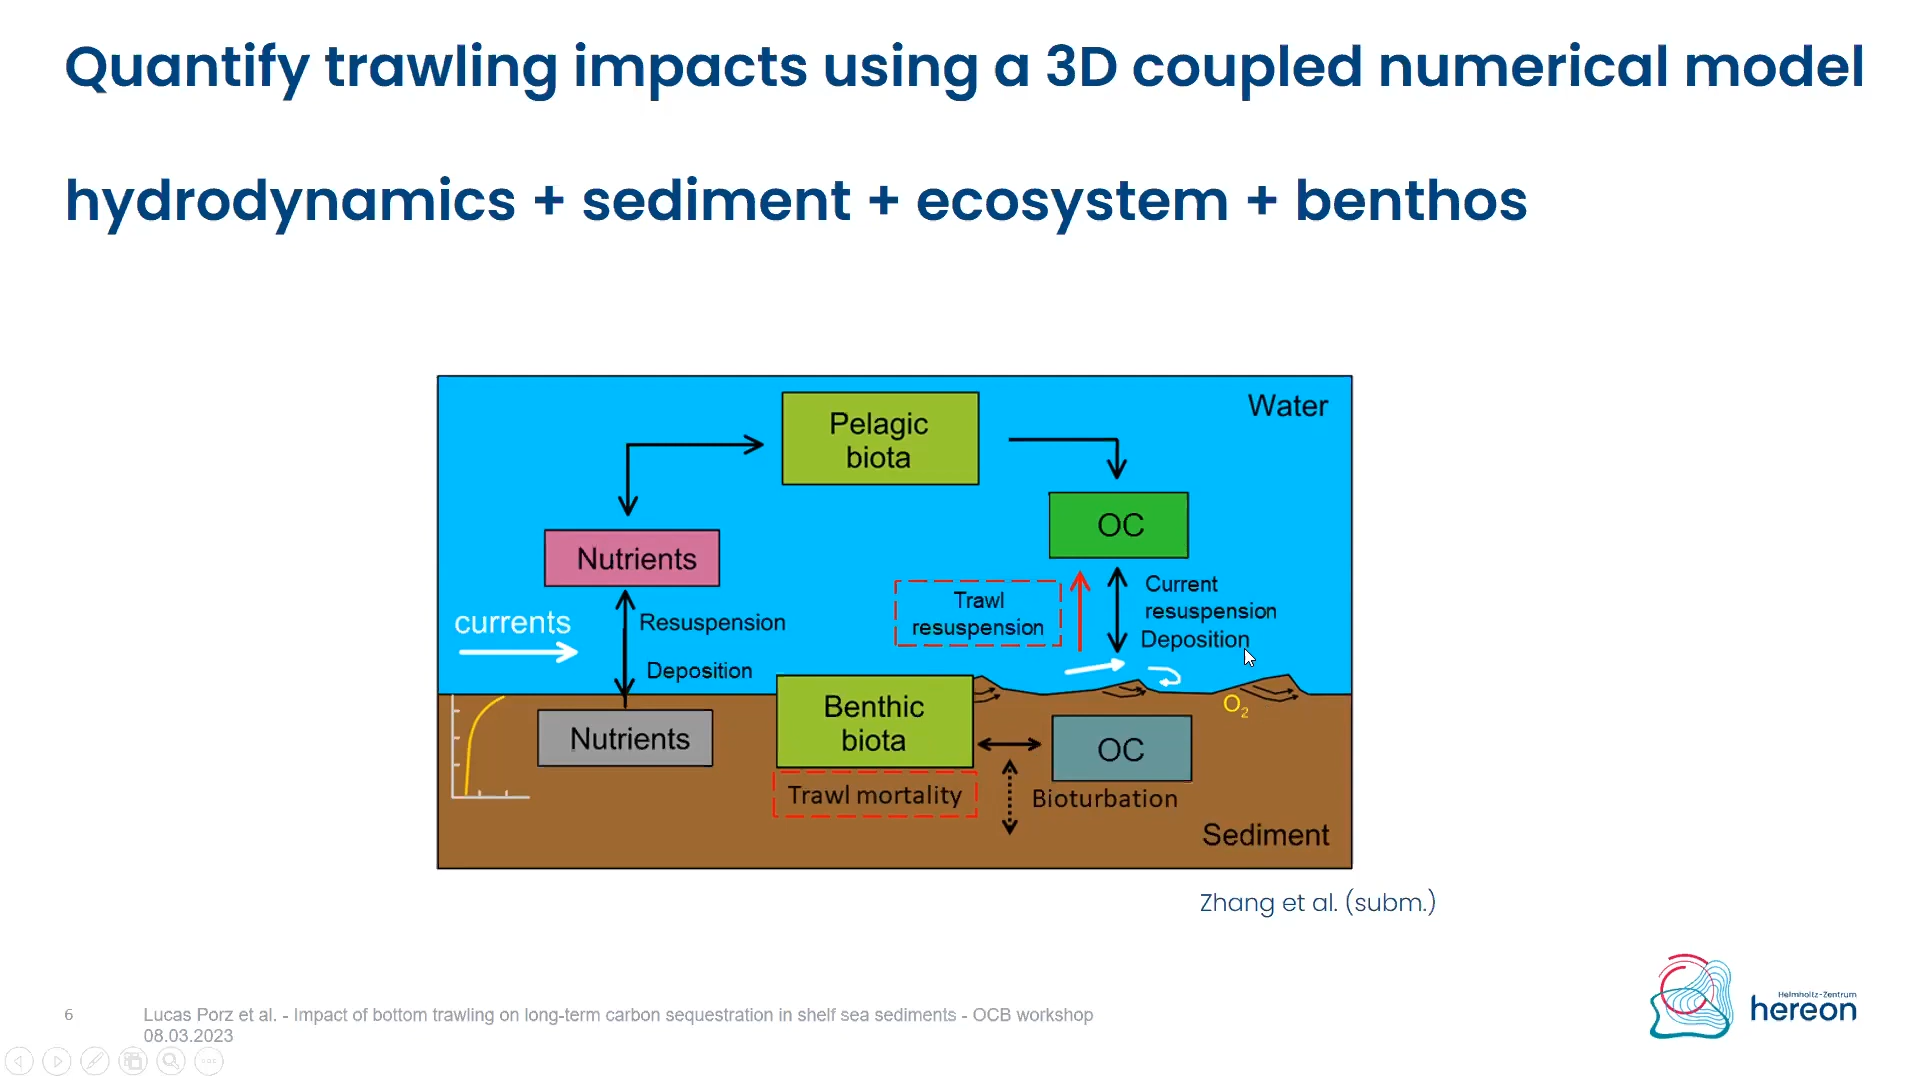 Quantify trawling impacts using a 3D coupled numerical model
hydrodynamics + sediment + ecosystem + benthos
Water
Pelagic
biota
OC
Nutrients
Trawl
resuspension
Current
resuspension
Deposition
currents
Resuspension
Deposition
Benthic
biota
O2
Nutrients
OC
Trawl mortality
Bioturbation
Sediment
Zhang et al. (subm.)
6
Lucas Porz et al. - Impact of bottom trawling on long-term carbon sequestration in shelf sea sediments - OCB workshop
08.03.2023
Helmholtz-Zentrum
hereon